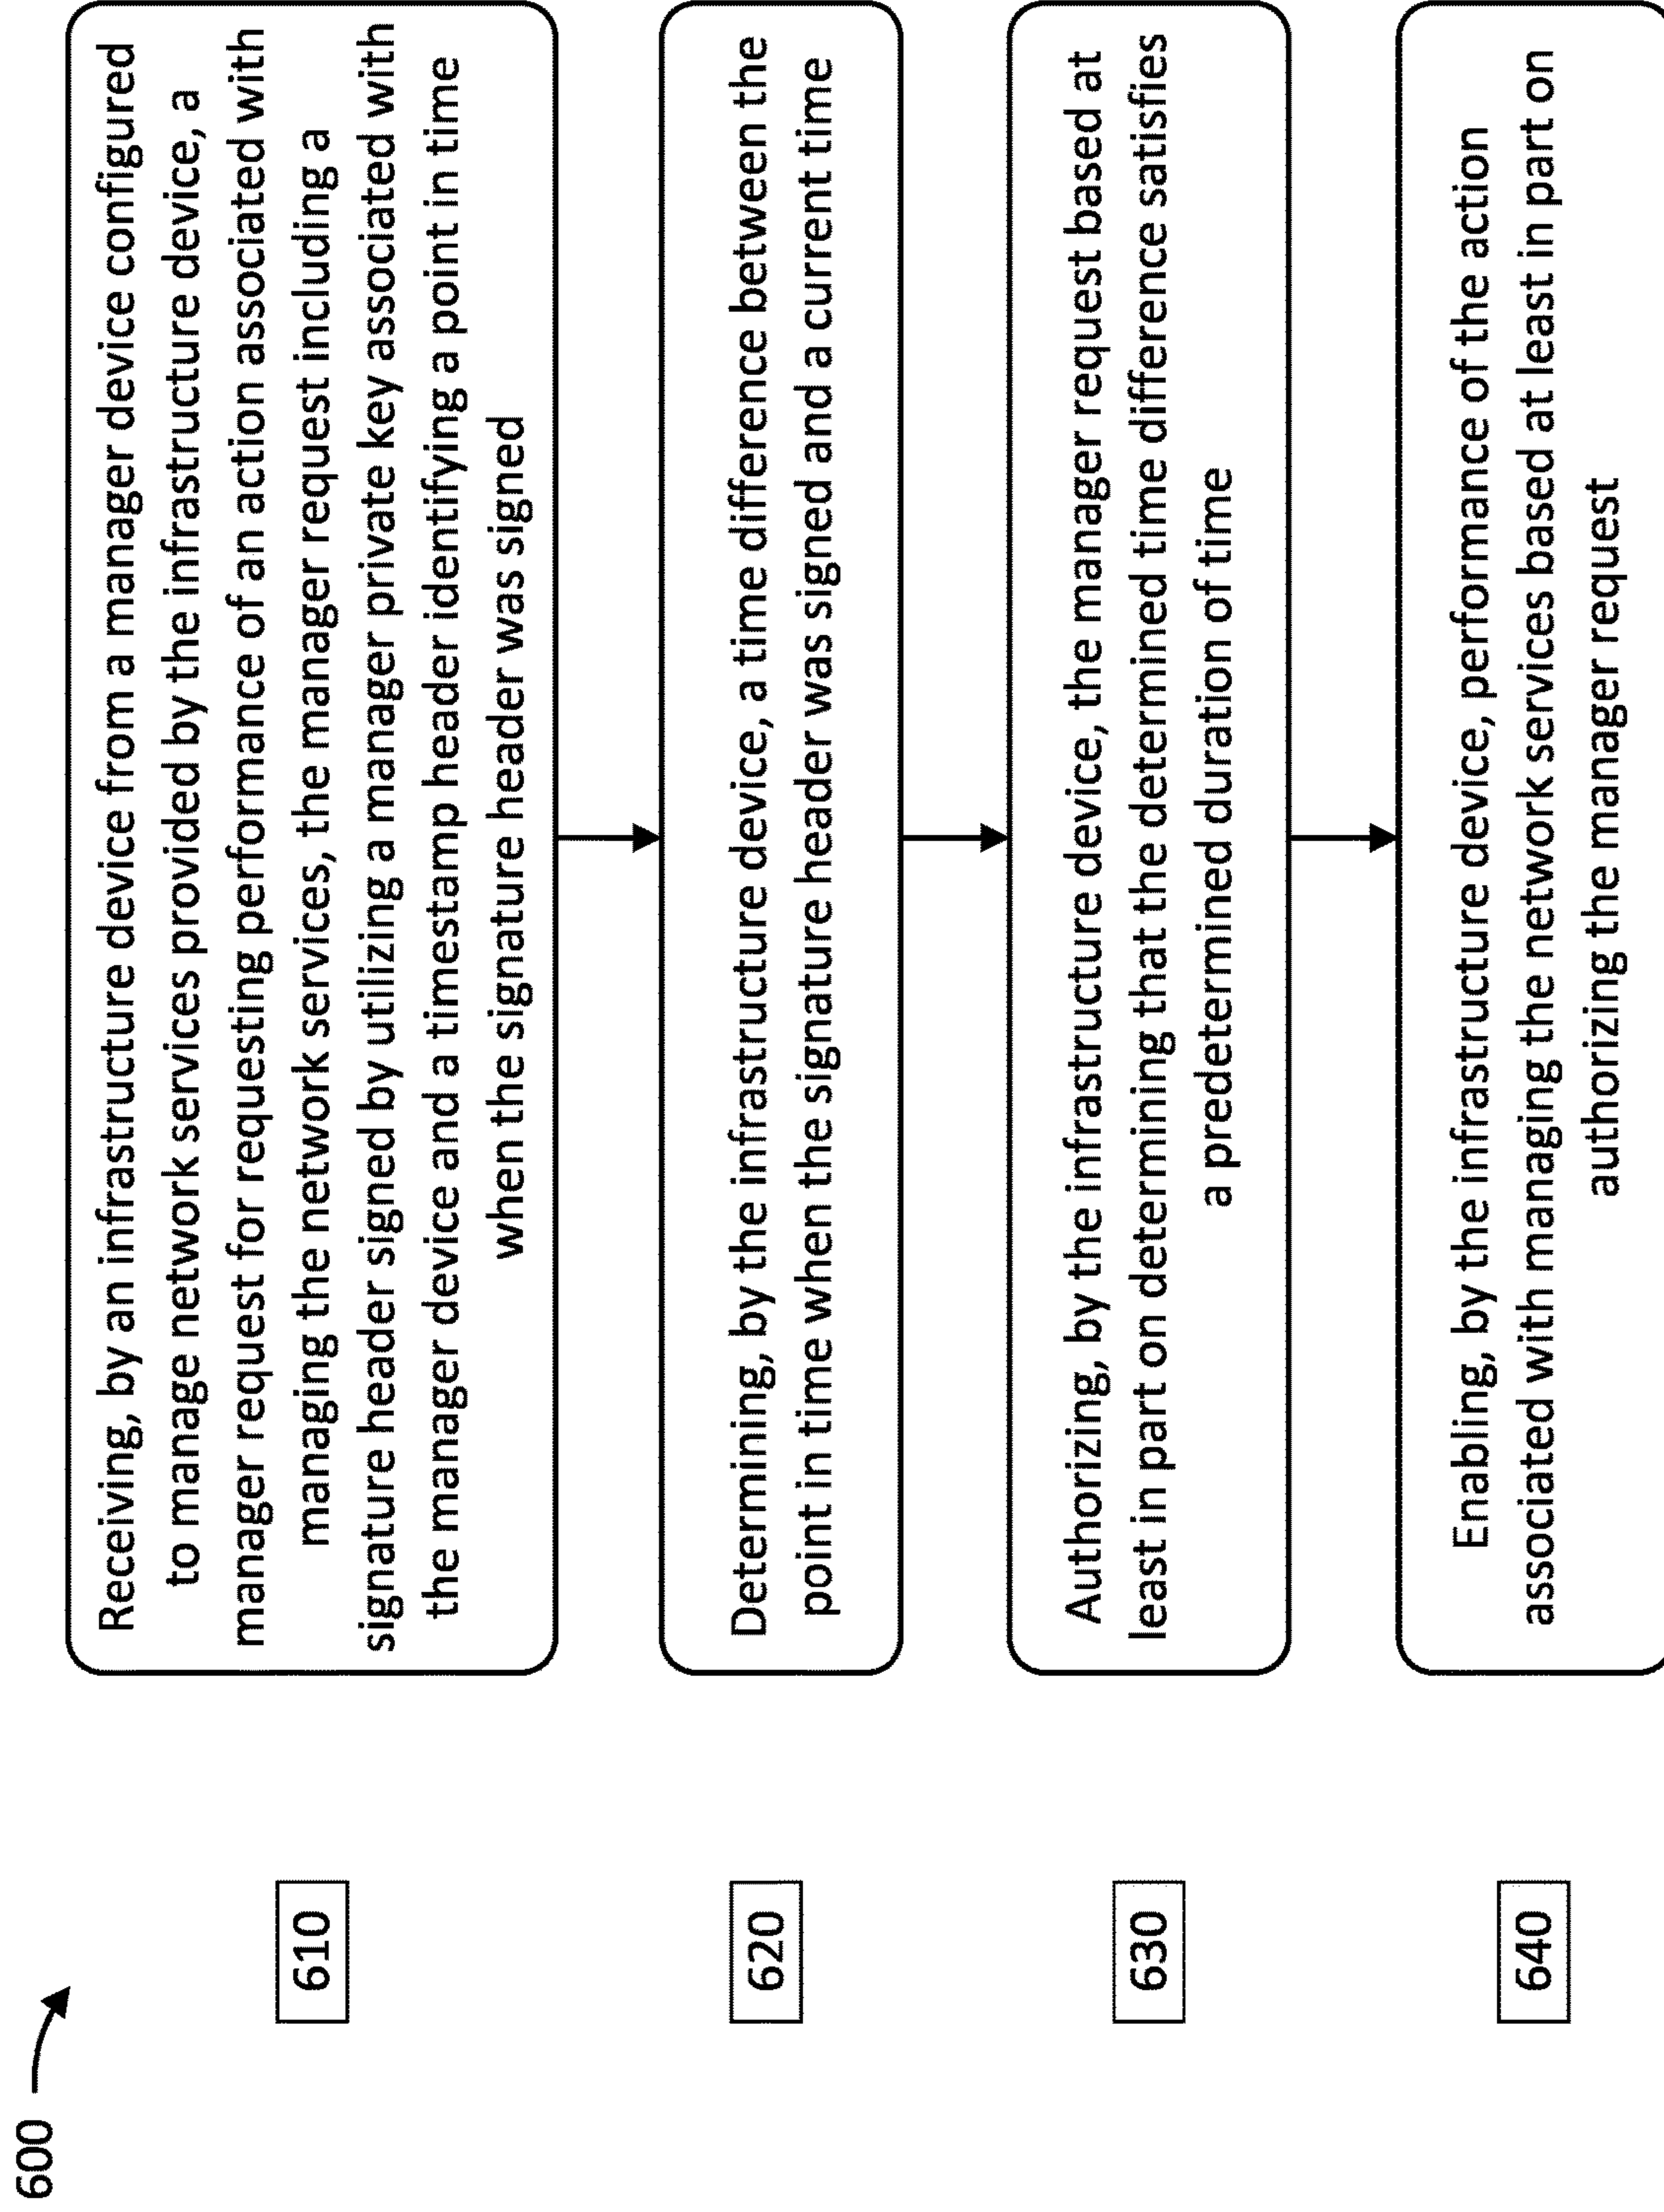 600
610
Receiving, by an infrastructure device from a manager device configured
to manage network services provided by the infrastructure device, a
manager request for requesting performance of an action associated with
managing the network services, the manager request including a
signature header signed by utilizing a manager private key associated with
the manager device and a timestamp header identifying a point in time
when the signature header was signed
620
Determining, by the infrastructure device, a time difference between the
point in time when the signature header was signed and a current time
630
Authorizing, by the infrastructure device, the manager request based at
least in part on determining that the determined time difference satisfies
a predetermined duration of time
640
Enabling, by the infrastructure device, performance of the action
associated with managing the network services based at least in part on
authorizing the manager request